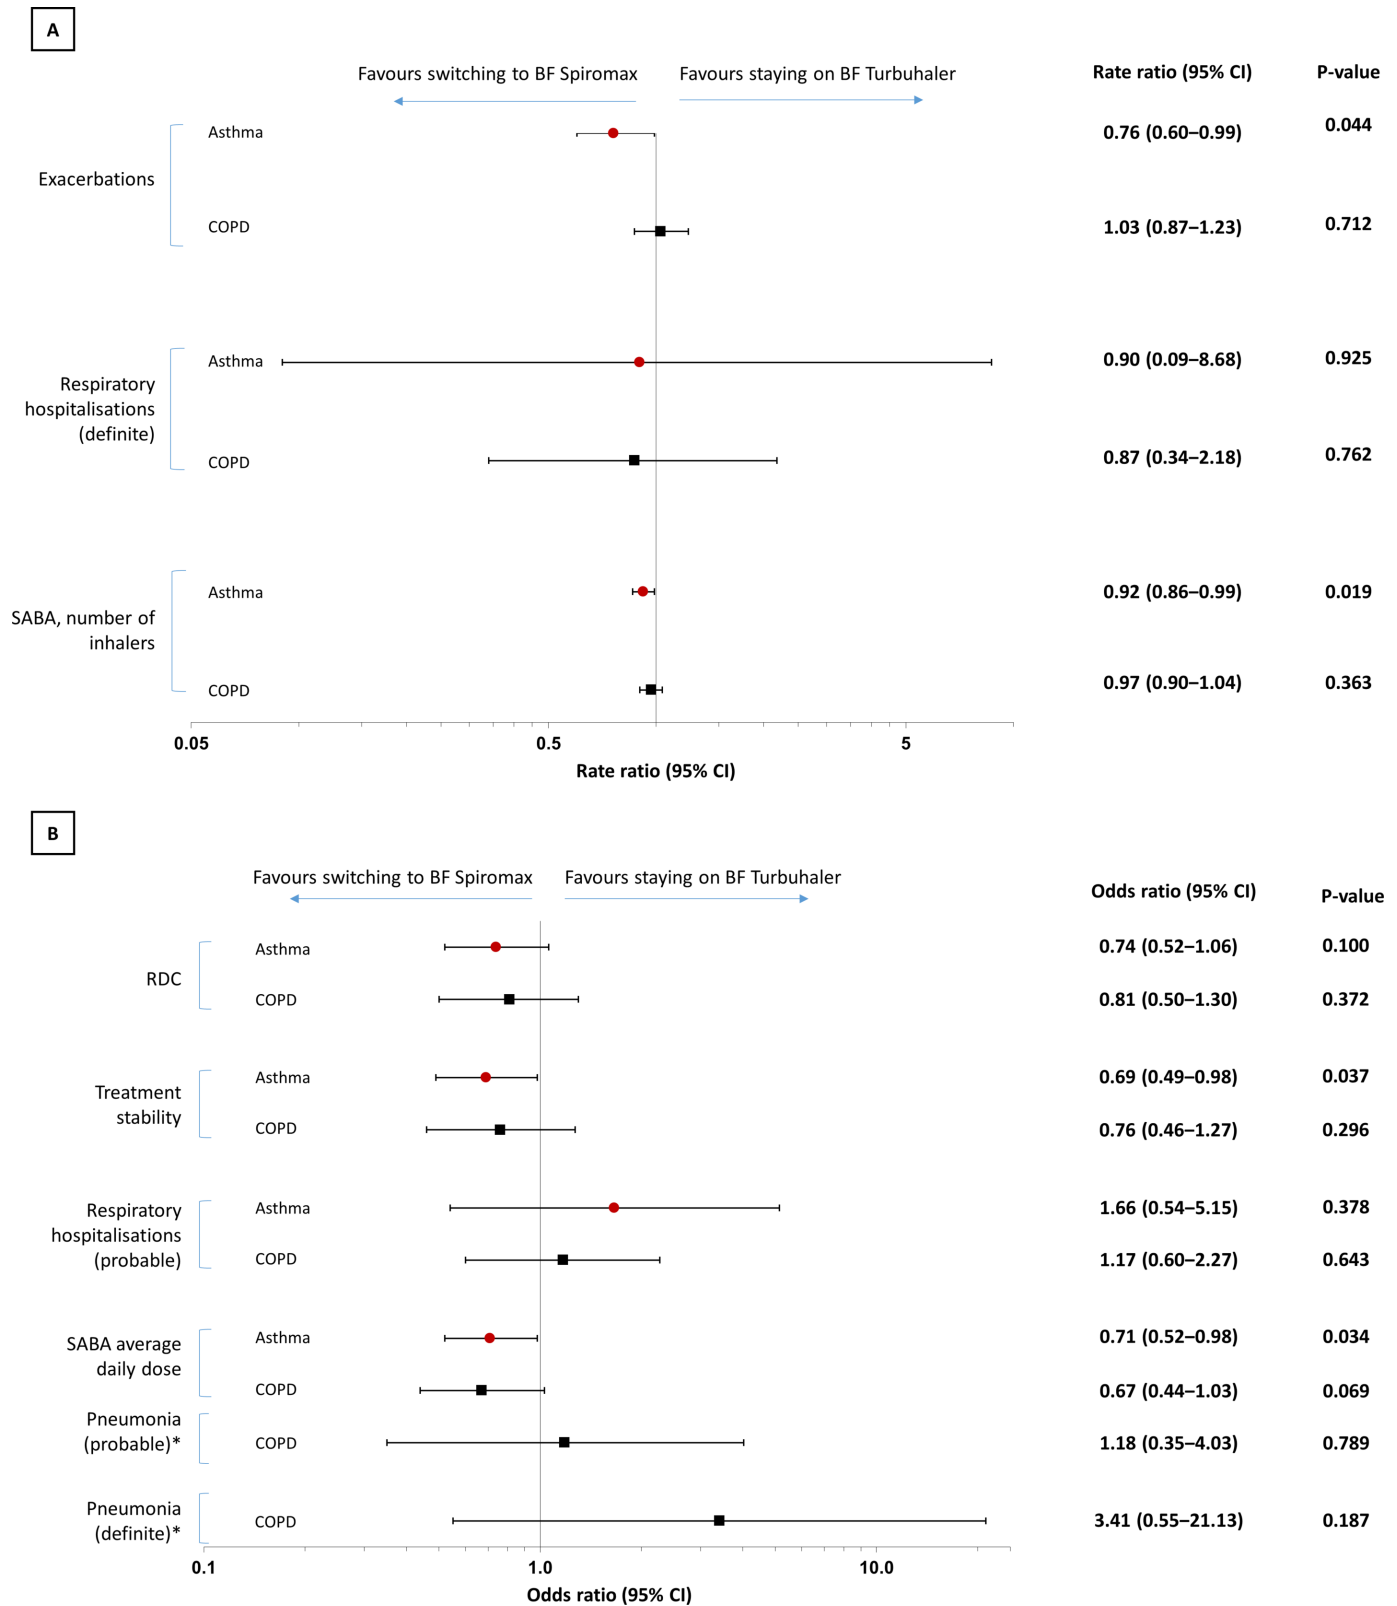 A
Favours switching to BF Spiromax Favours staying on BF Turbuhaler Rate ratio (95% CI) P-value
Asthma 0.76 (0.60–0.99) 0.044
Exacerbations
COPD 1.03 (0.87–1.23) 0.712
Asthma 0.90 (0.09–8.68) 0.925
Respiratory
hospitalisations
(definite)
COPD 0.87 (0.34–2.18) 0.762
Asthma 0.92 (0.86–0.99) 0.019
SABA, number of
inhalers
COPD 0.97 (0.90–1.04) 0.363
0.05 0.5 5
Rate ratio (95% CI)
B
Favours switching to BF Spiromax Favours staying on BF Turbuhaler Odds ratio (95% CI) P-value
Asthma 0.74 (0.52–1.06) 0.100
RDC
COPD 0.81 (0.50–1.30) 0.372
Asthma 0.69 (0.49–0.98) 0.037
Treatment
stability
COPD 0.76 (0.46–1.27) 0.296
Asthma 1.66 (0.54–5.15) 0.378
Respiratory
hospitalisations
(probable)
COPD 1.17 (0.60–2.27) 0.643
Asthma 0.71 (0.52–0.98) 0.034
SABA average
daily dose
COPD 0.67 (0.44–1.03) 0.069
Pneumonia
(probable)* COPD 1.18 (0.35–4.03) 0.789
Pneumonia
(definite)* COPD 3.41 (0.55–21.13) 0.187
0.1 1.0 10.0
Odds ratio (95% CI)